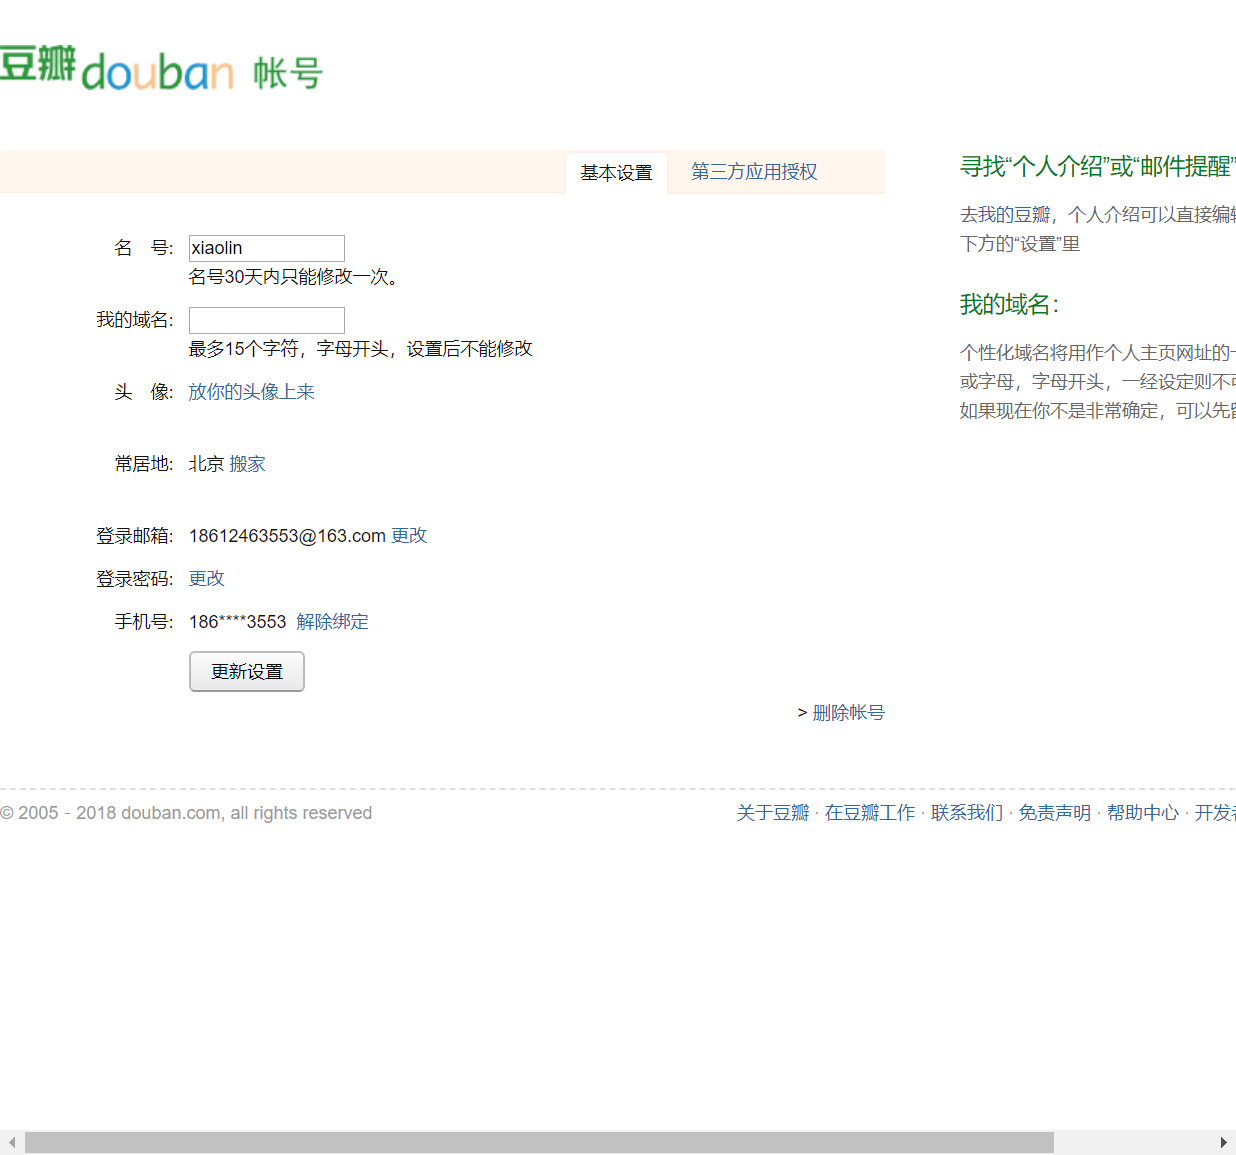 豆瓣douban 帐号
基本设置 第三方应用授权
名 号: xiaolin
名号30天内只能修改一次。
我的域名:
最多15个字符，字母开头，设置后不能修改
头 像: 放你的头像上来
常居地: 北京 搬家
登录邮箱: 18612463553@163.com 更改
登录密码: 更改
手机号: 186****3553 解除绑定
更新设置
> 删除帐号
寻找“个人介绍”或“邮件提醒”
去我的豆瓣，个人介绍可以直接编辑
下方的“设置”里
我的域名:
个性化域名将用作个人主页网址的
或字母，字母开头，一经设定则不
如果现在你不是非常确定，可以先
© 2005－2018 douban.com, all rights reserved
关于豆瓣 · 在豆瓣工作 · 联系我们 · 免责声明 · 帮助中心 · 开发